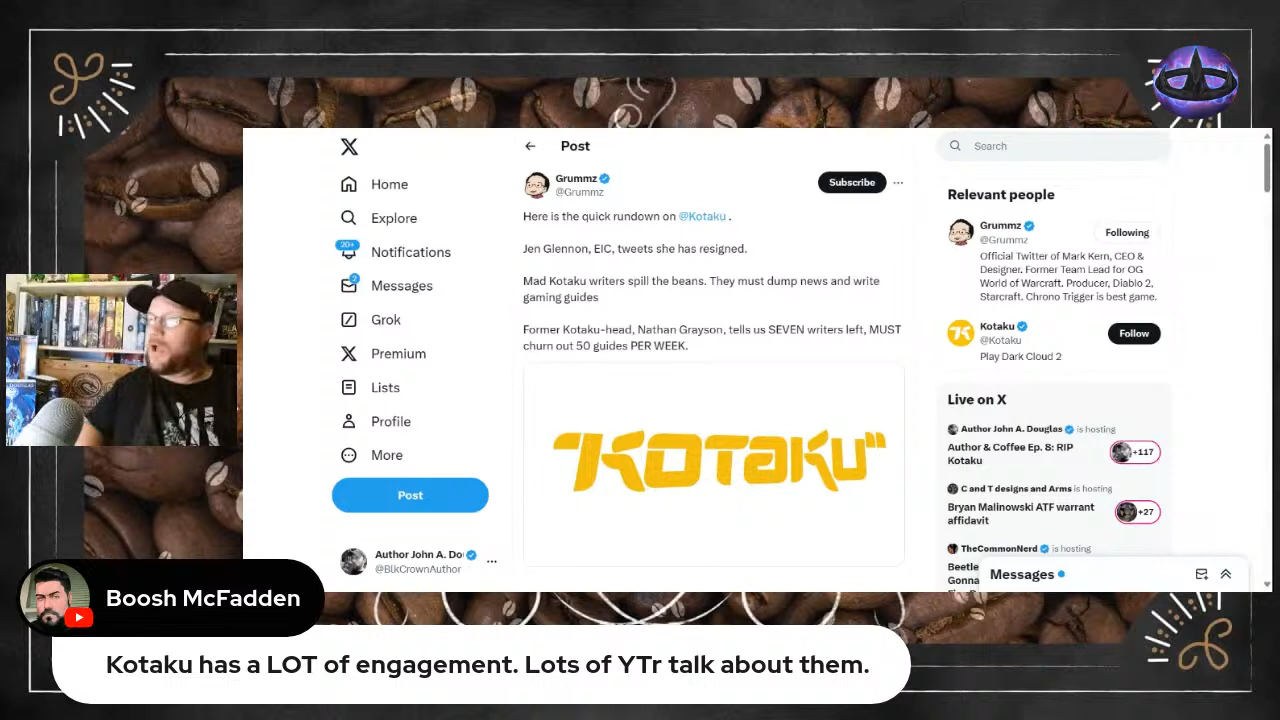 Post
Search
Home
Explore
20+
Notifications
2
Messages
Grok
Premium
Lists
Profile
More
Post
Author John A. Do
@BlkCrownAuthor
Grummz
@Grummz
Subscribe
Here is the quick rundown on @Kotaku .
Jen Glennon, EIC, tweets she has resigned.
Mad Kotaku writers spill the beans. They must dump news and write
gaming guides
Former Kotaku-head, Nathan Grayson, tells us SEVEN writers left, MUST
churn out 50 guides PER WEEK.
"KOTAKU"
Relevant people
Grummz
@Grummz
Following
Official Twitter of Mark Kern, CEO &
Designer. Former Team Lead for OG
World of Warcraft. Producer, Diablo 2,
Starcraft. Chrono Trigger is best game.
Kotaku
@Kotaku
Follow
Play Dark Cloud 2
Live on X
Author John A. Douglas is hosting
Author & Coffee Ep. 8: RIP
Kotaku
+117
C and T designs and Arms is hosting
Bryan Malinowski ATF warrant
affidavit
+27
TheCommonNerd is hosting
Beetle
Gonna
Messages
Boosh McFadden
Kotaku has a LOT of engagement. Lots of YTr talk about them.